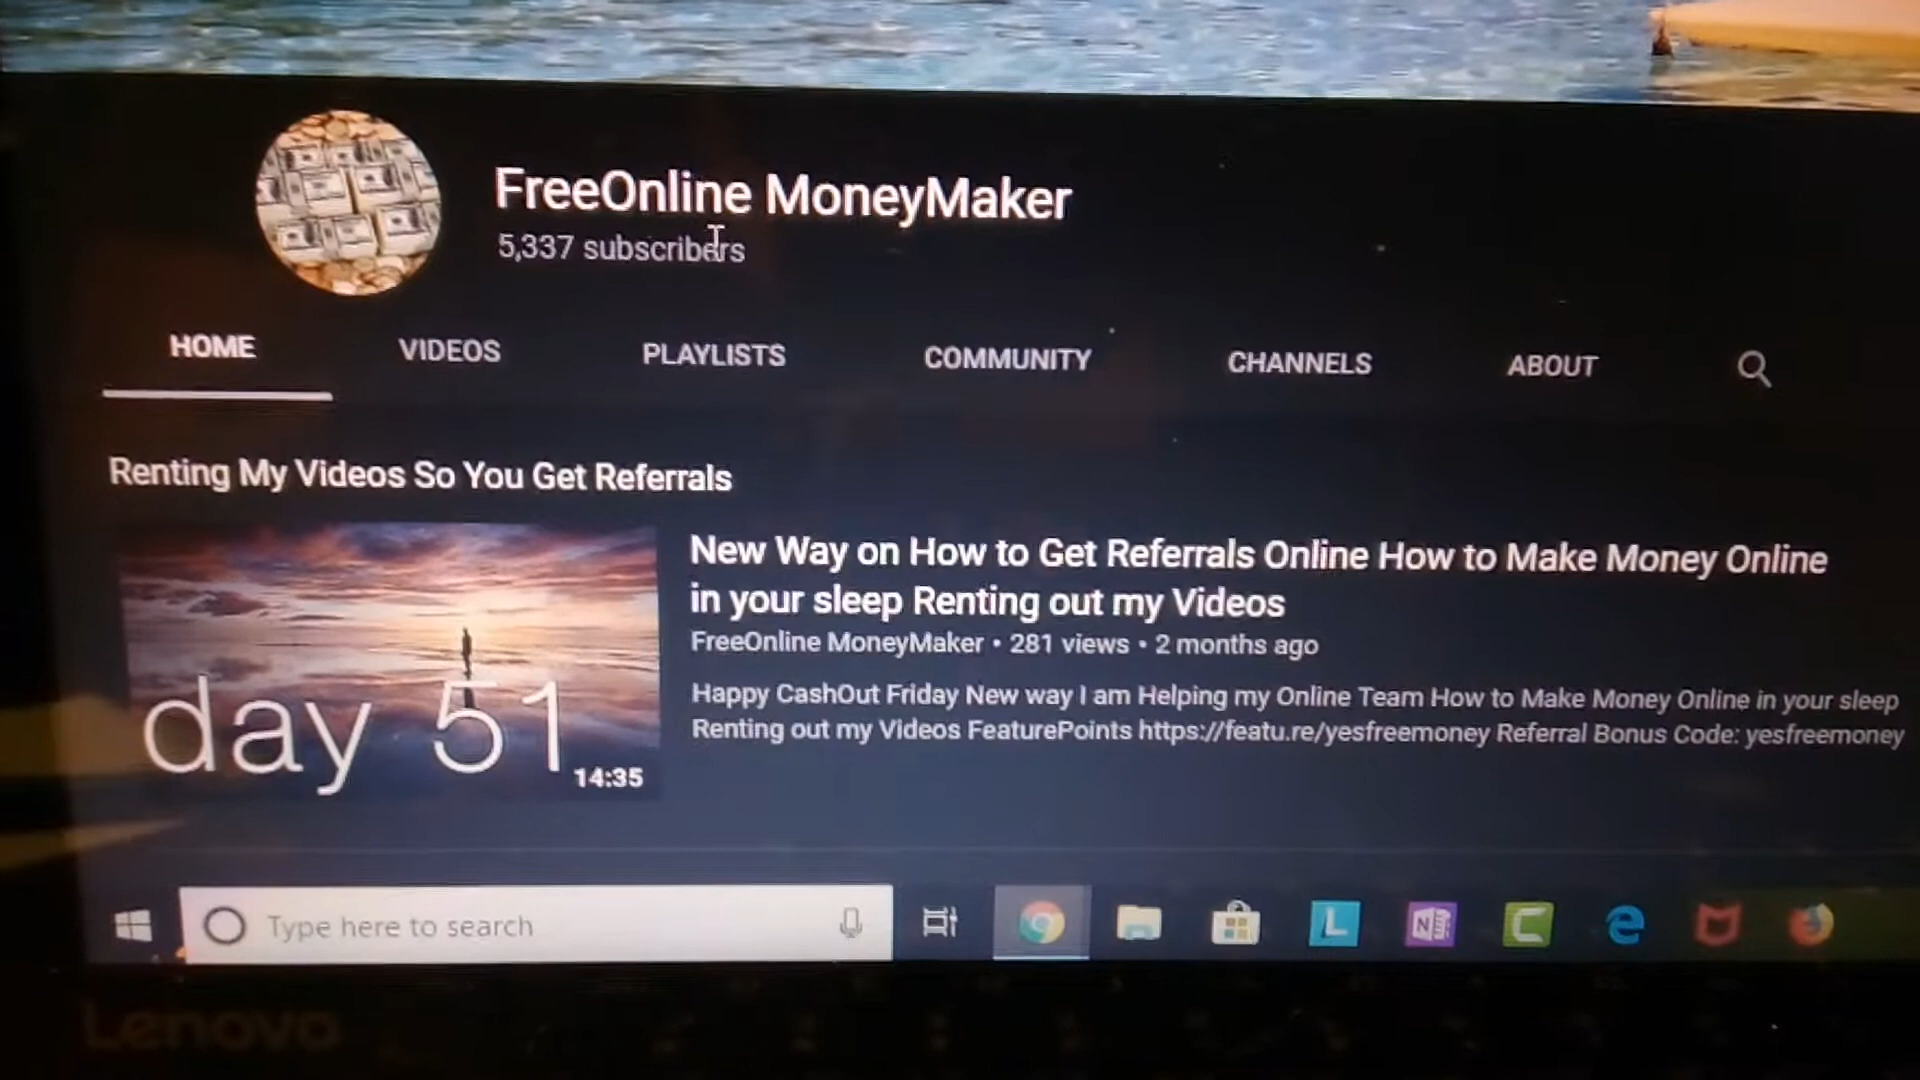 FreeOnline MoneyMaker
5,337 subscribers
HOME VIDEOS PLAYLISTS COMMUNITY CHANNELS ABOUT
Renting My Videos So You Get Referrals
day 51
14:35
New Way on How to Get Referrals Online How to Make Money Online
in your sleep Renting out my Videos
FreeOnline MoneyMaker • 281 views • 2 months ago
Happy CashOut Friday New way I am Helping my Online Team How to Make Money Online in your sleep
Renting out my Videos FeaturePoints https://featu.re/yesfreemoney Referral Bonus Code: yesfreemoney
Type here to search
L
N
Lenovo